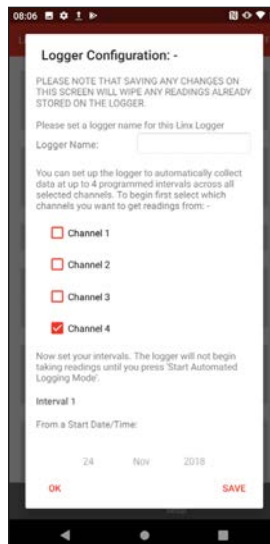 08:06
Logger Configuration: -
PLEASE NOTE THAT SAVING ANY CHANGES ON
THIS SCREEN WILL WIPE ANY READINGS ALREADY
STORED ON THE LOGGER.
Please set a logger name for this Linx Logger
Logger Name:
You can set up the logger to automatically collect
data at up to 4 programmed intervals across all
selected channels. To begin first select which
channels you want to get readings from: -
Channel 1
Channel 2
Channel 3
Channel 4
Now set your intervals. The logger will not begin
taking readings until you press 'Start Automated
Logging Mode'.
Interval 1
From a Start Date/Time:
24 Nov 2018
OK SAVE